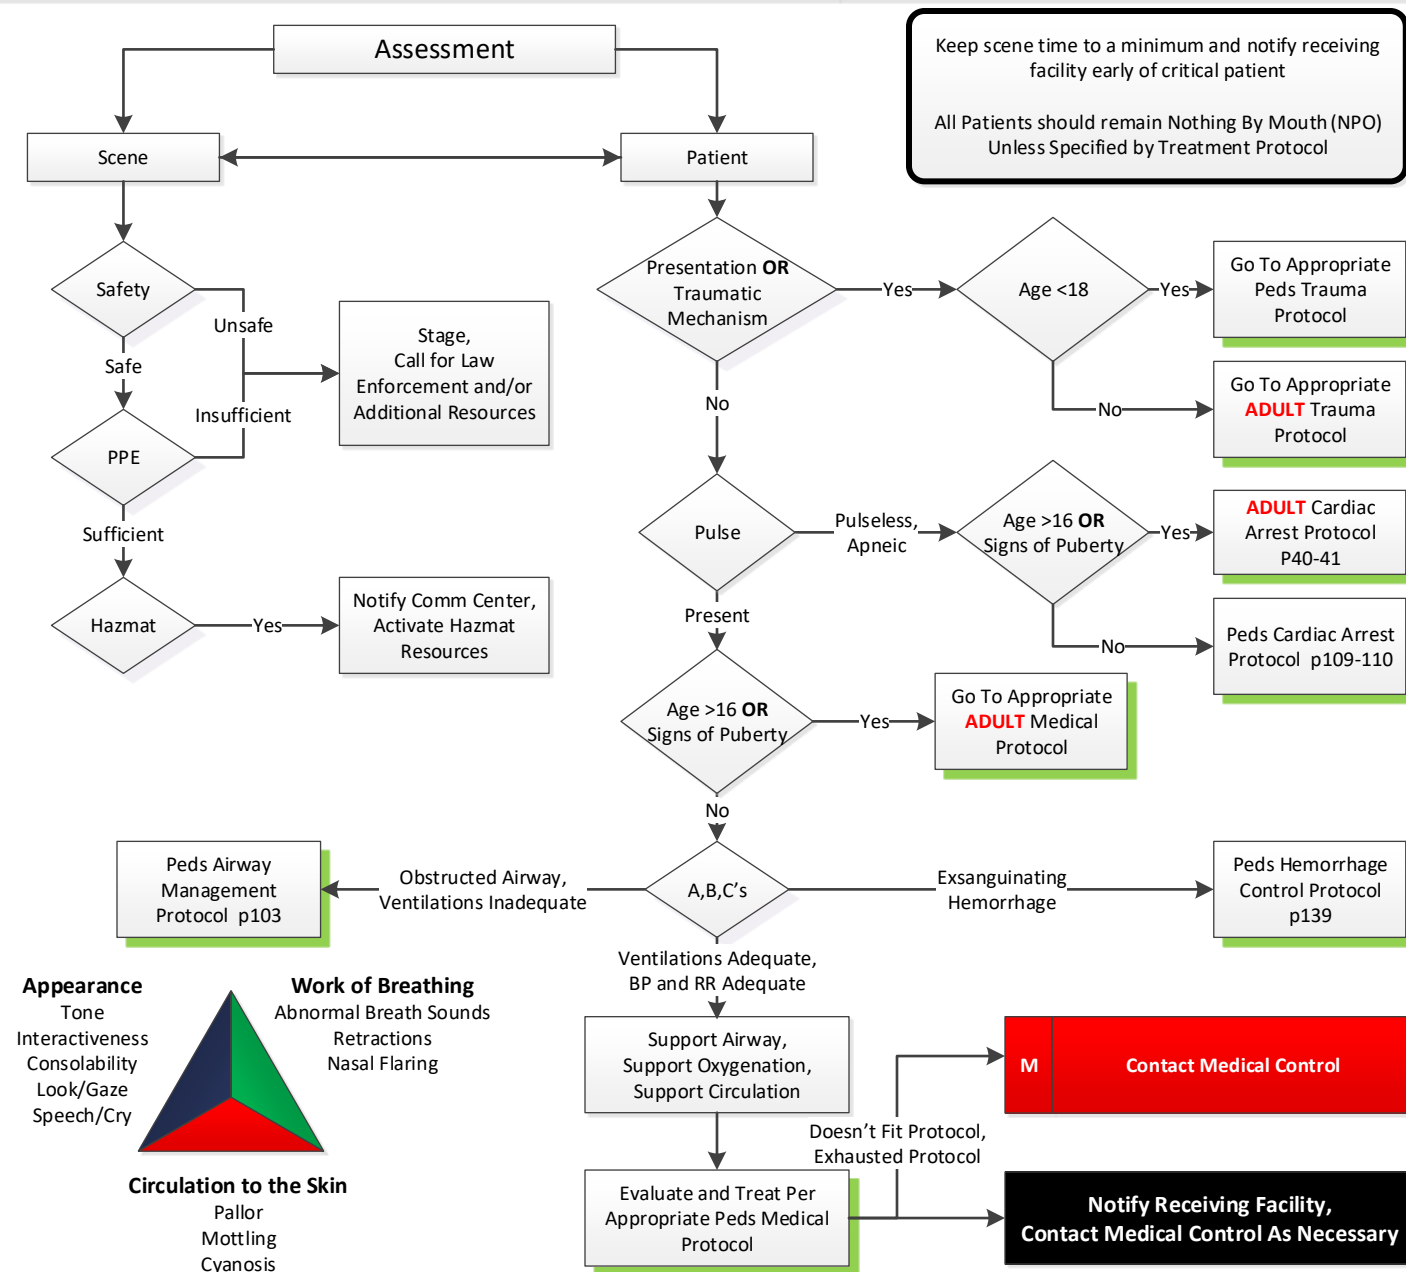 Assessment
Keep scene time to a minimum and notify receiving
facility early of critical patient
All Patients should remain Nothing By Mouth (NPO)
Unless Specified by Treatment Protocol
Scene
Patient
Safety
Unsafe
Safe
Stage,
Call for Law
Enforcement and/or
Additional Resources
Insufficient
PPE
Sufficient
Hazmat
Yes
Notify Comm Center,
Activate Hazmat
Resources
Presentation OR
Traumatic
Mechanism
Yes
Age <18
Yes
Go To Appropriate
Peds Trauma
Protocol
No
Go To Appropriate
ADULT Trauma
Protocol
No
Pulse
Pulseless,
Apneic
Age >16 OR
Signs of Puberty
Yes
ADULT Cardiac
Arrest Protocol
P40-41
No
Peds Cardiac Arrest
Protocol p109-110
Present
Age >16 OR
Signs of Puberty
Yes
Go To Appropriate
ADULT Medical
Protocol
No
A,B,C's
Obstructed Airway,
Ventilations Inadequate
Peds Airway
Management
Protocol p103
Exsanguinating
Hemorrhage
Peds Hemorrhage
Control Protocol
p139
Ventilations Adequate,
BP and RR Adequate
Support Airway,
Support Oxygenation,
Support Circulation
Evaluate and Treat Per
Appropriate Peds Medical
Protocol
Doesn't Fit Protocol,
Exhausted Protocol
M
Contact Medical Control
Notify Receiving Facility,
Contact Medical Control As Necessary
Appearance
Tone
Interactiveness
Consolability
Look/Gaze
Speech/Cry
Work of Breathing
Abnormal Breath Sounds
Retractions
Nasal Flaring
Circulation to the Skin
Pallor
Mottling
Cyanosis